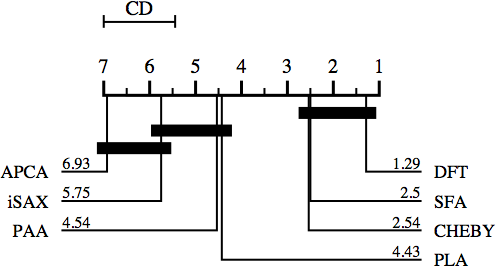 CD
7 6 5 4 3 2 1
APCA 6.93 1.29 DFT
iSAX 5.75 2.5 SFA
PAA 4.54 2.54 CHEBY
4.43 PLA